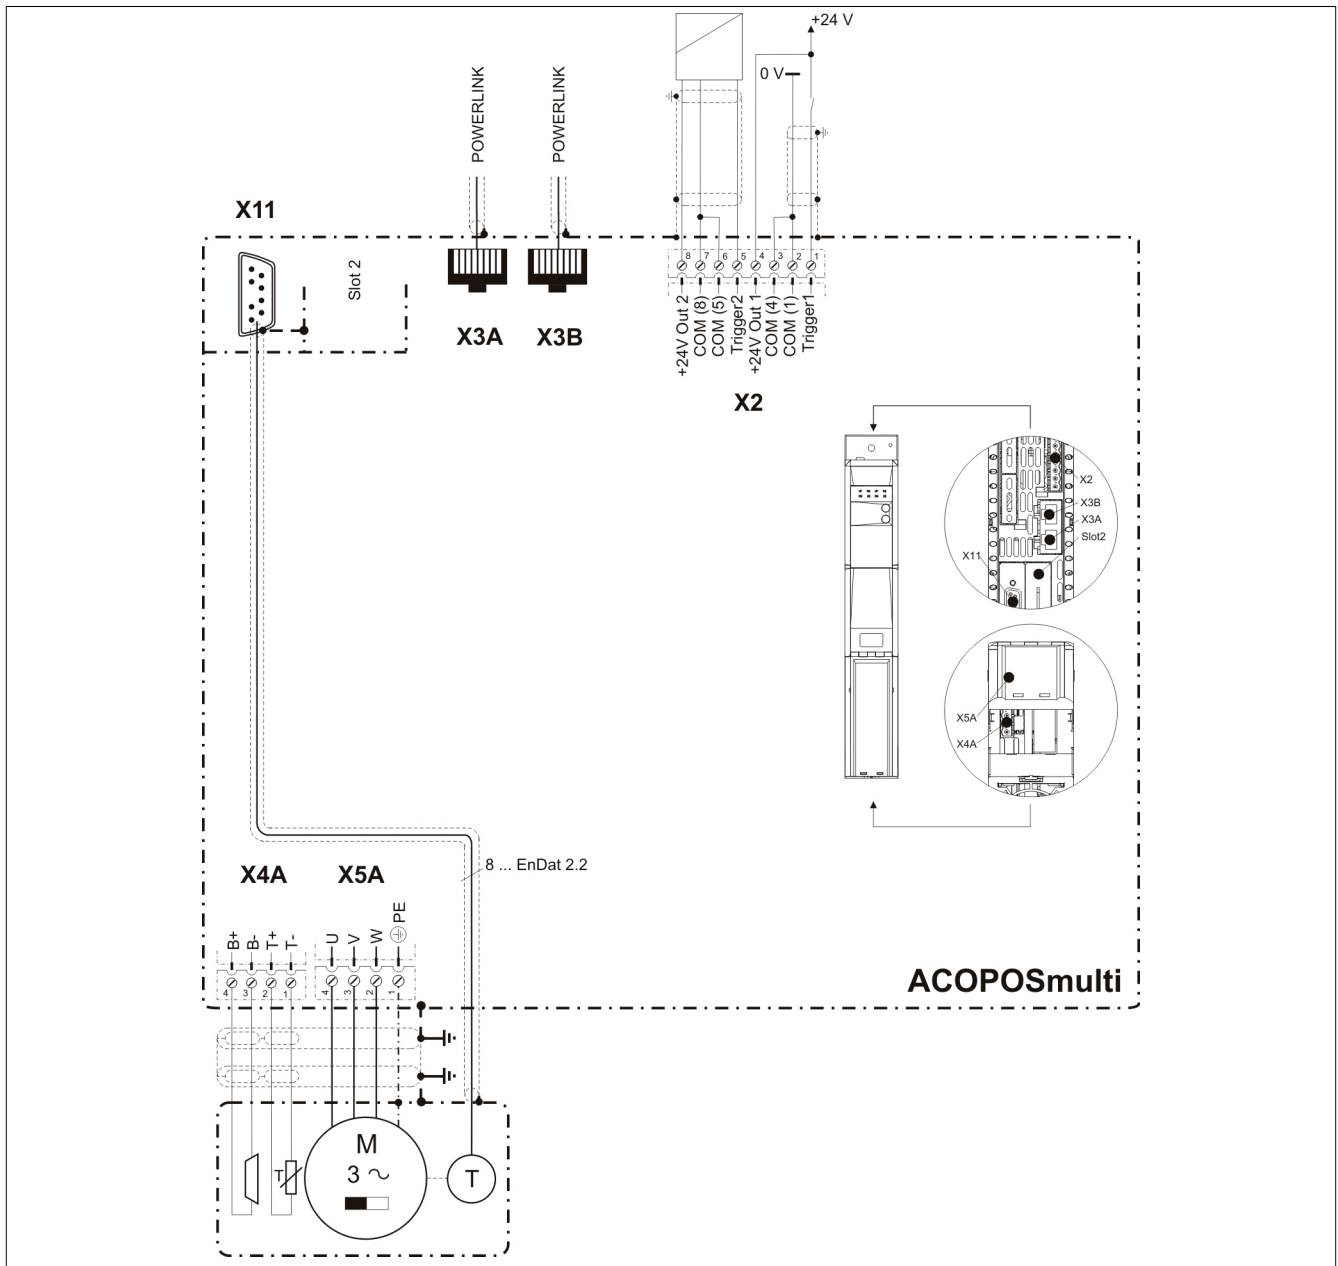 +24 V
0 V
POWERLINK
POWERLINK
X11
Slot 2
X3A
X3B
8 7 6 5 4 3 2 1
+24V Out 2
COM (8)
COM (5)
Trigger2
+24V Out 1
COM (4)
COM (1)
Trigger1
X2
X2
X3B
X3A
Slot2
X11
X5A
X4A
8 ... EnDat 2.2
X4A
X5A
B+
B-
T+
T-
U
V
W
PE
4 3 2 1
4 3 2 1
ACOPOSmulti
M
3 ~
T
T